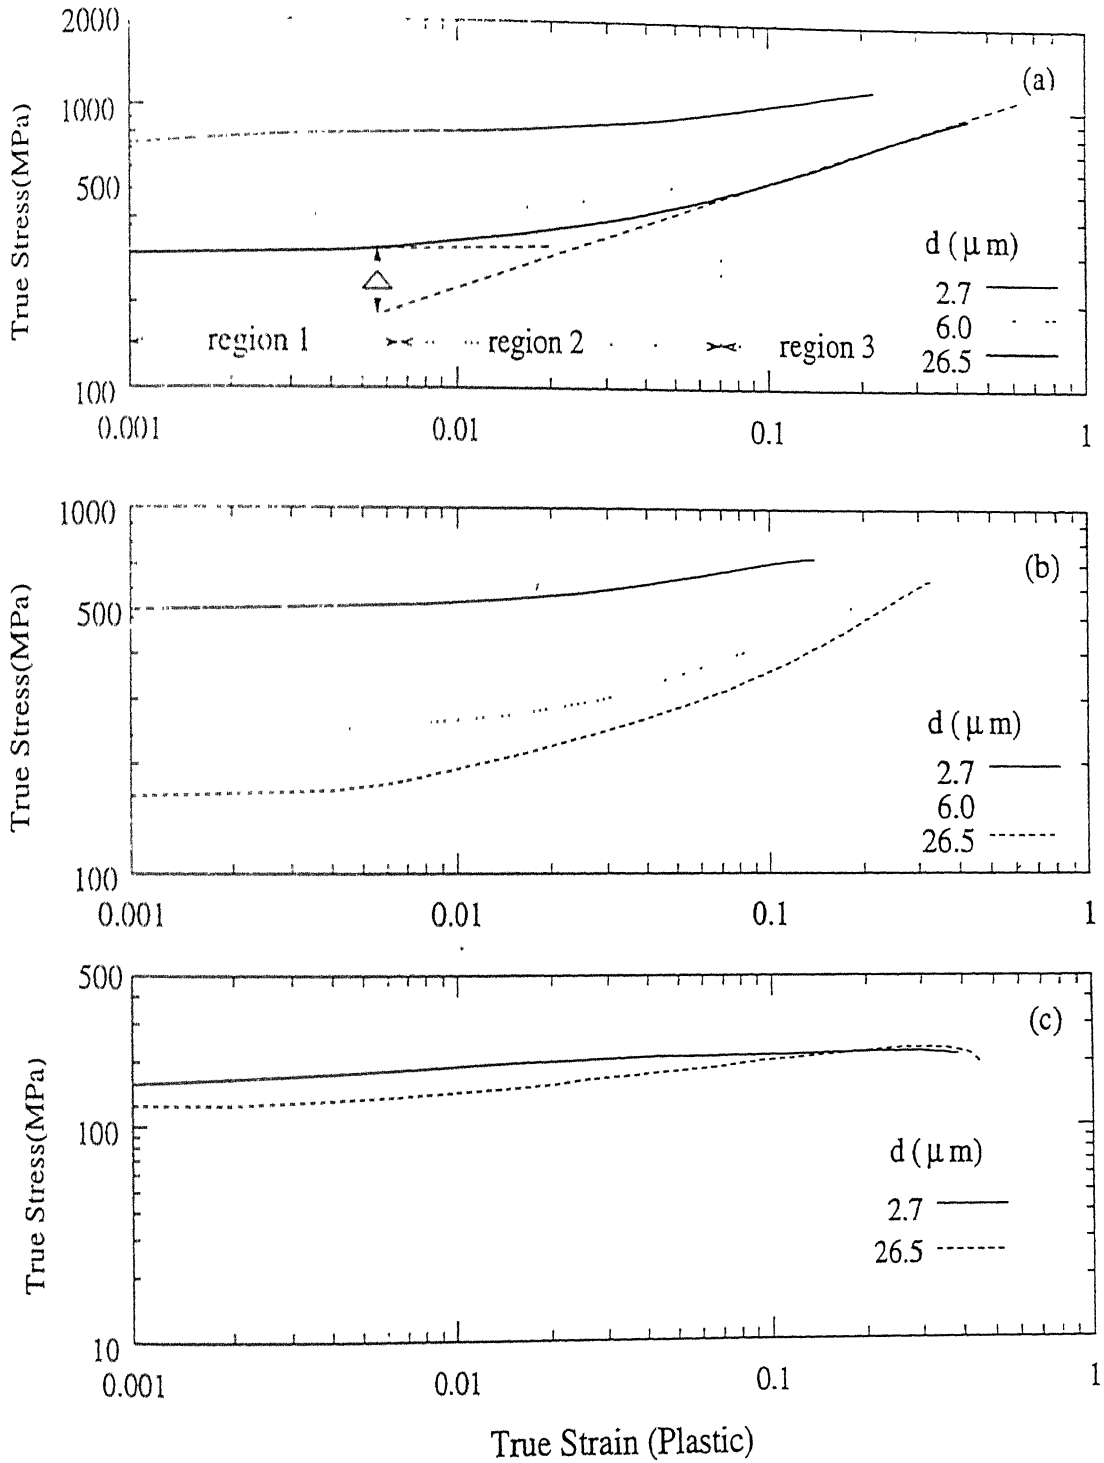 2000
1000
500
100
True Stress(MPa)
(a)
d (μ m)
2.7
6.0
26.5
region 1
region 2
region 3
0.001
0.01
0.1
1
1000
500
100
True Stress(MPa)
(b)
d (μ m)
2.7
6.0
26.5
0.001
0.01
0.1
1
500
100
10
True Stress(MPa)
(c)
d (μ m)
2.7
26.5
0.001
0.01
0.1
1
True Strain (Plastic)